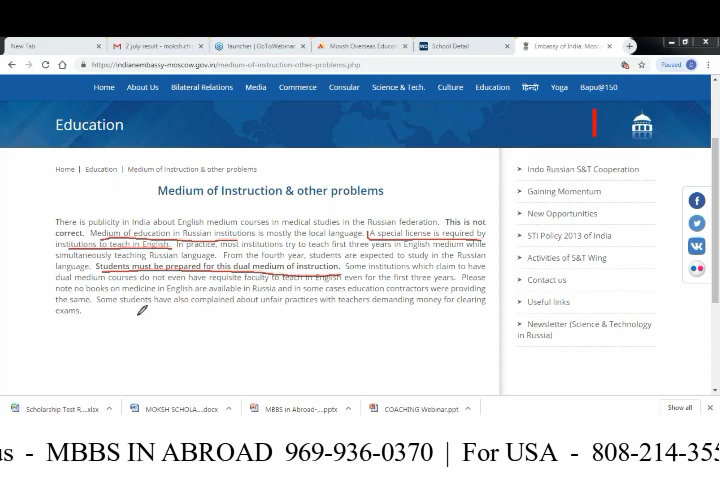 New Tab
2 july result - moksh.ch
launcher | GoToWebinar
Moksh Overseas Educon
School Detail
Embassy of India, Mosc
https://indianembassy-moscow.gov.in/medium-of-instruction-other-problems.php
Paused
Home About Us Bilateral Relations Media Commerce Consular Science & Tech. Culture Education हिन्दी Yoga Bapu@150
Education
Home | Education | Medium of Instruction & other problems
Medium of Instruction & other problems
There is publicity in India about English medium courses in medical studies in the Russian federation. This is not
correct. Medium of education in Russian institutions is mostly the local language. A special license is required by
institutions to teach in English. In practice, most institutions try to teach first three years in English medium while
simultaneously teaching Russian language. From the fourth year, students are expected to study in the Russian
language. Students must be prepared for this dual medium of instruction. Some institutions which claim to have
dual medium courses do not even have requisite faculty to teach in English even for the first three years. Please
note no books on medicine in English are available in Russia and in some cases education contractors were providing
the same. Some students have also complained about unfair practices with teachers demanding money for clearing
exams.
Indo Russian S&T Cooperation
Gaining Momentum
New Opportunities
STI Policy 2013 of India
Activities of S&T Wing
Contact us
Useful links
Newsletter (Science & Technology
in Russia)
Scholarship Test R....xlsx
MOKSH SCHOLA....docx
MBBS in Abroad-....pptx
COACHING Webinar.ppt
Show all
us - MBBS IN ABROAD 969-936-0370 | For USA - 808-214-355